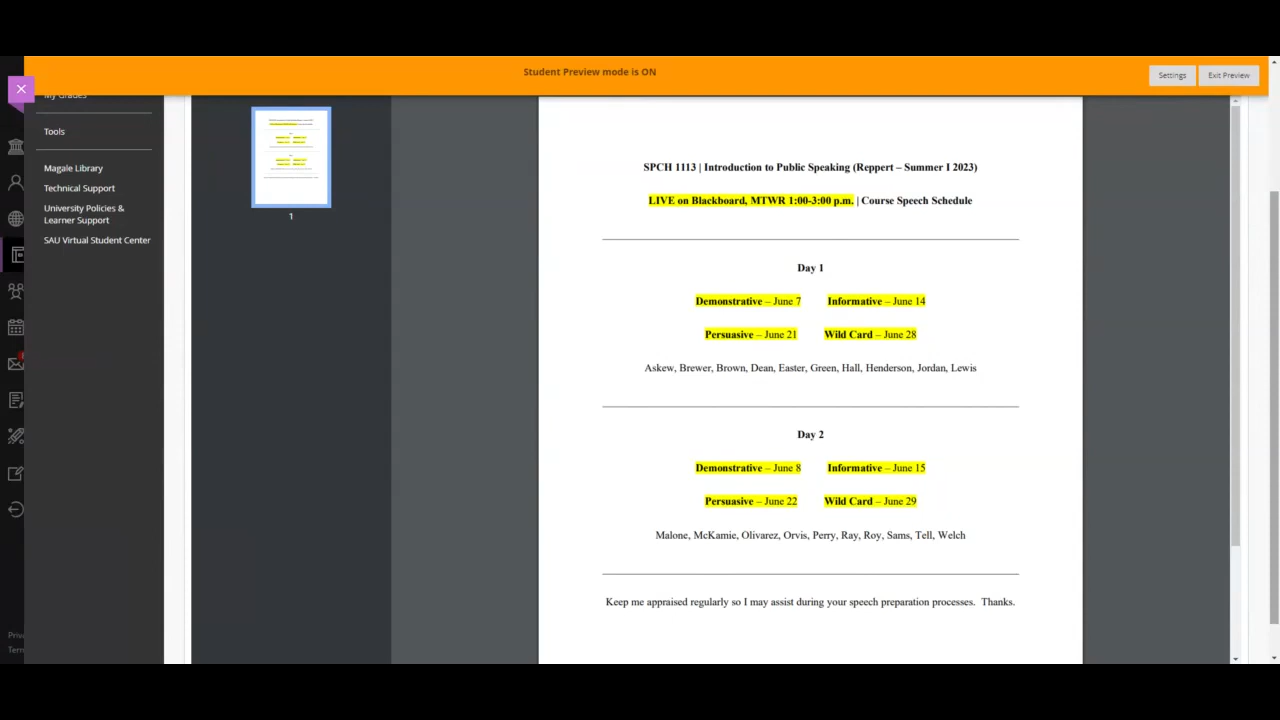 Student Preview mode is ON
Settings
Exit Preview
My Grades
Tools
Magale Library
Technical Support
University Policies &
Learner Support
SAU Virtual Student Center
1
SPCH 1113 | Introduction to Public Speaking (Reppert – Summer I 2023)
LIVE on Blackboard, MTWR 1:00-3:00 p.m. | Course Speech Schedule
Day 1
Demonstrative – June 7 Informative – June 14
Persuasive – June 21 Wild Card – June 28
Askew, Brewer, Brown, Dean, Easter, Green, Hall, Henderson, Jordan, Lewis
Day 2
Demonstrative – June 8 Informative – June 15
Persuasive – June 22 Wild Card – June 29
Malone, McKamie, Olivarez, Orvis, Perry, Ray, Roy, Sams, Tell, Welch
Keep me appraised regularly so I may assist during your speech preparation processes. Thanks.
Priv
Term